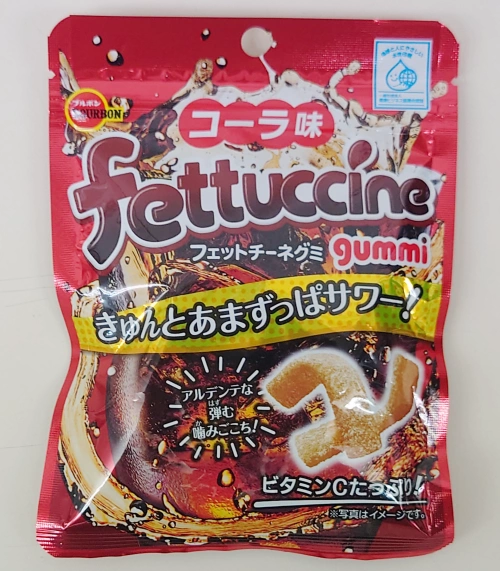 ブルボン
BOURBON
コーラ味
fettuccine
フェットチーネグミ gummi
きゅんとあまずっぱサワー!
アルデンテな
はず
弾む
か
噛みごこち!
ビタミンCたっぷり!
※写真はイメージです。